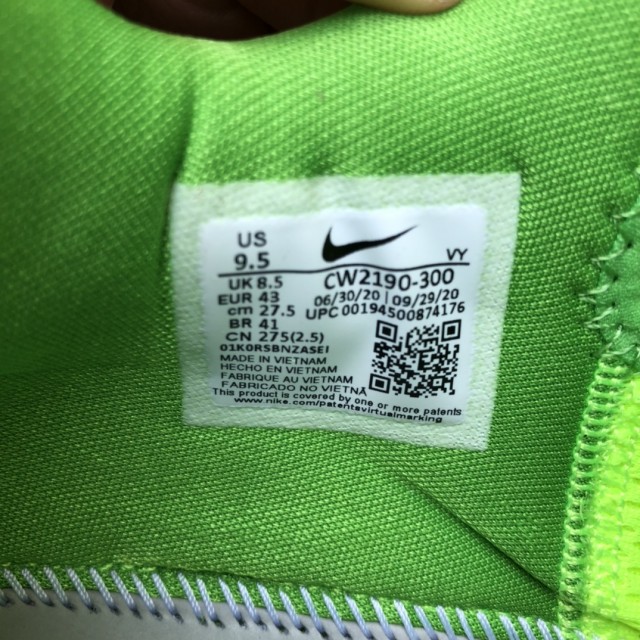 US
9.5
VY
UK 8.5
EUR 43
cm 27.5
BR 41
CN 275(2.5)
CW2190-300
06/30/20 | 09/29/20
UPC 00194500874176
01K0RSBNZASEI
MADE IN VIETNAM
HECHO EN VIETNAM
FABRIQUE AU VIETNAM
FABRICADO NO VIETNÃ
This product is covered by one or more patents
www.nike.com/patentsvirtualmarking